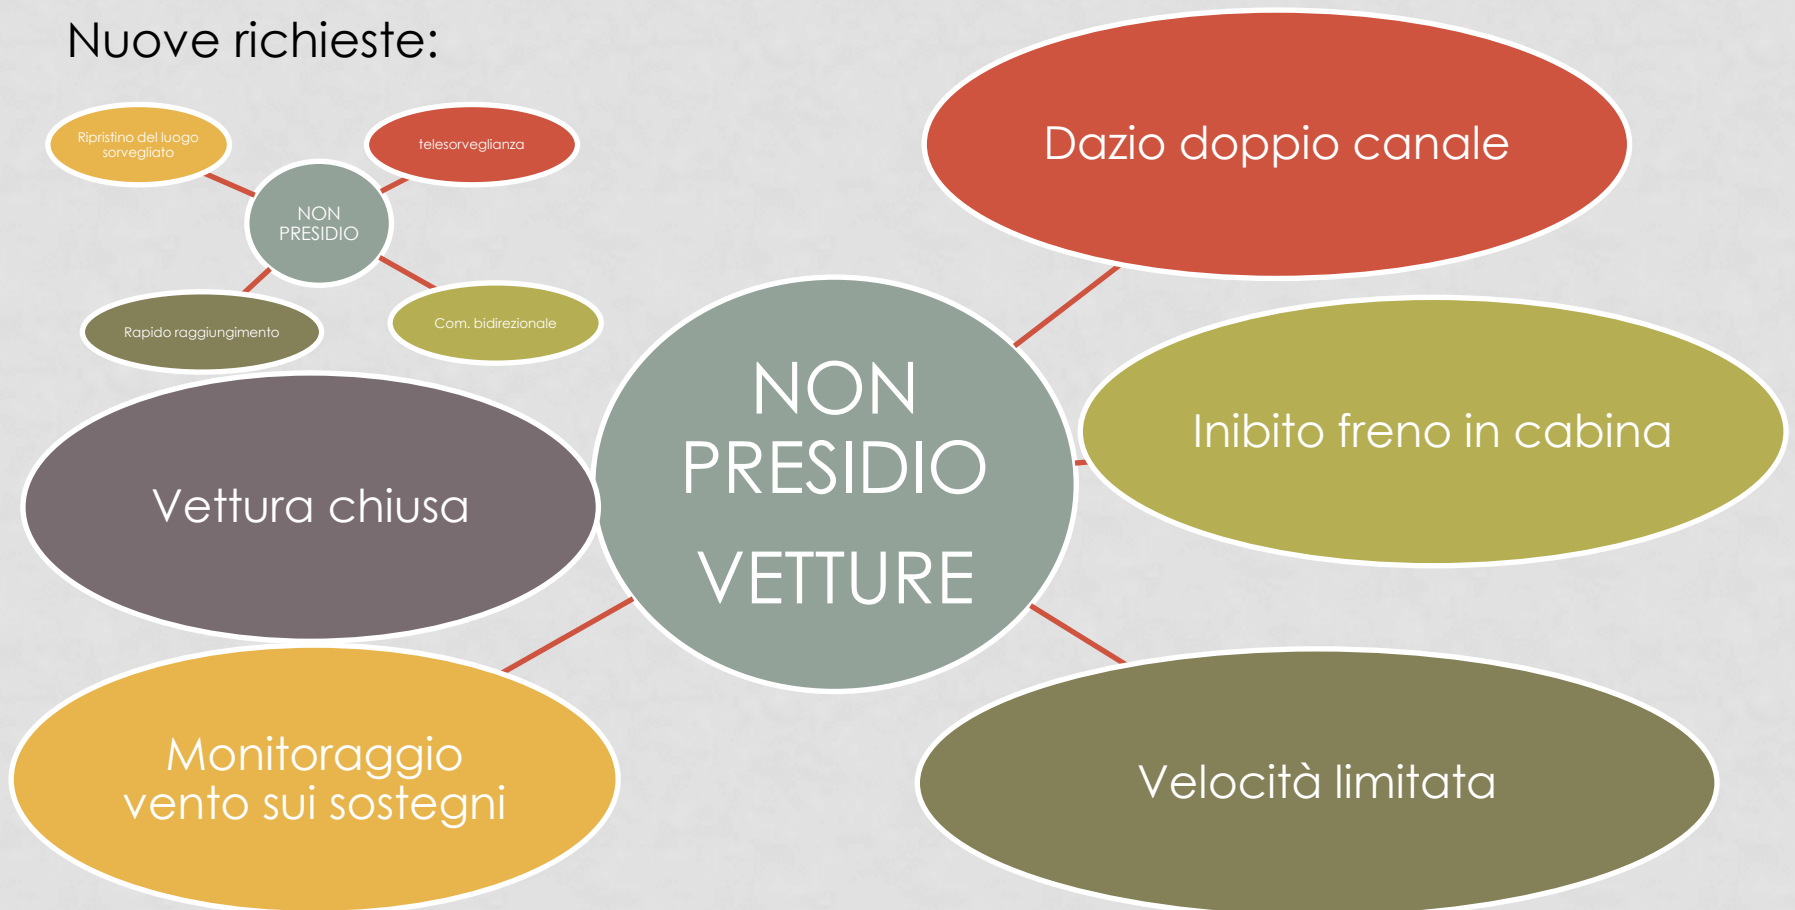 Nuove richieste:
Ripristino del luogo
sorvegliato
telesorveglianza
NON
PRESIDIO
Rapido raggiungimento
Com. bidirezionale
Dazio doppio canale
Inibito freno in cabina
NON
PRESIDIO
VETTURE
Vettura chiusa
Monitoraggio
vento sui sostegni
Velocità limitata